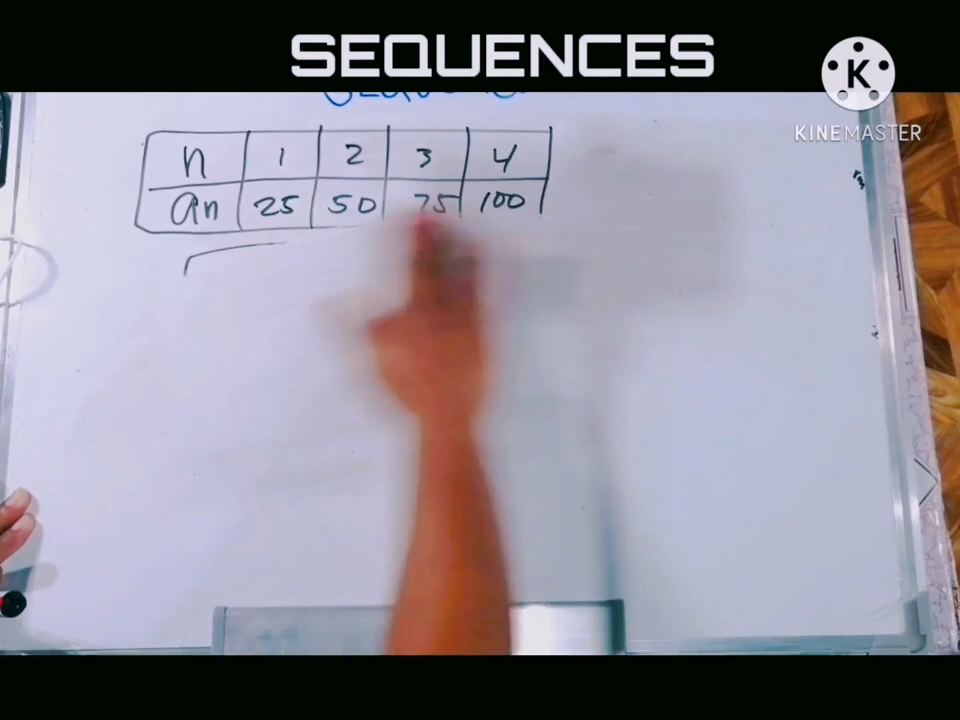 SEQUENCES
K
KINEMASTER
n 1 2 3 4
an 25 50 75 100